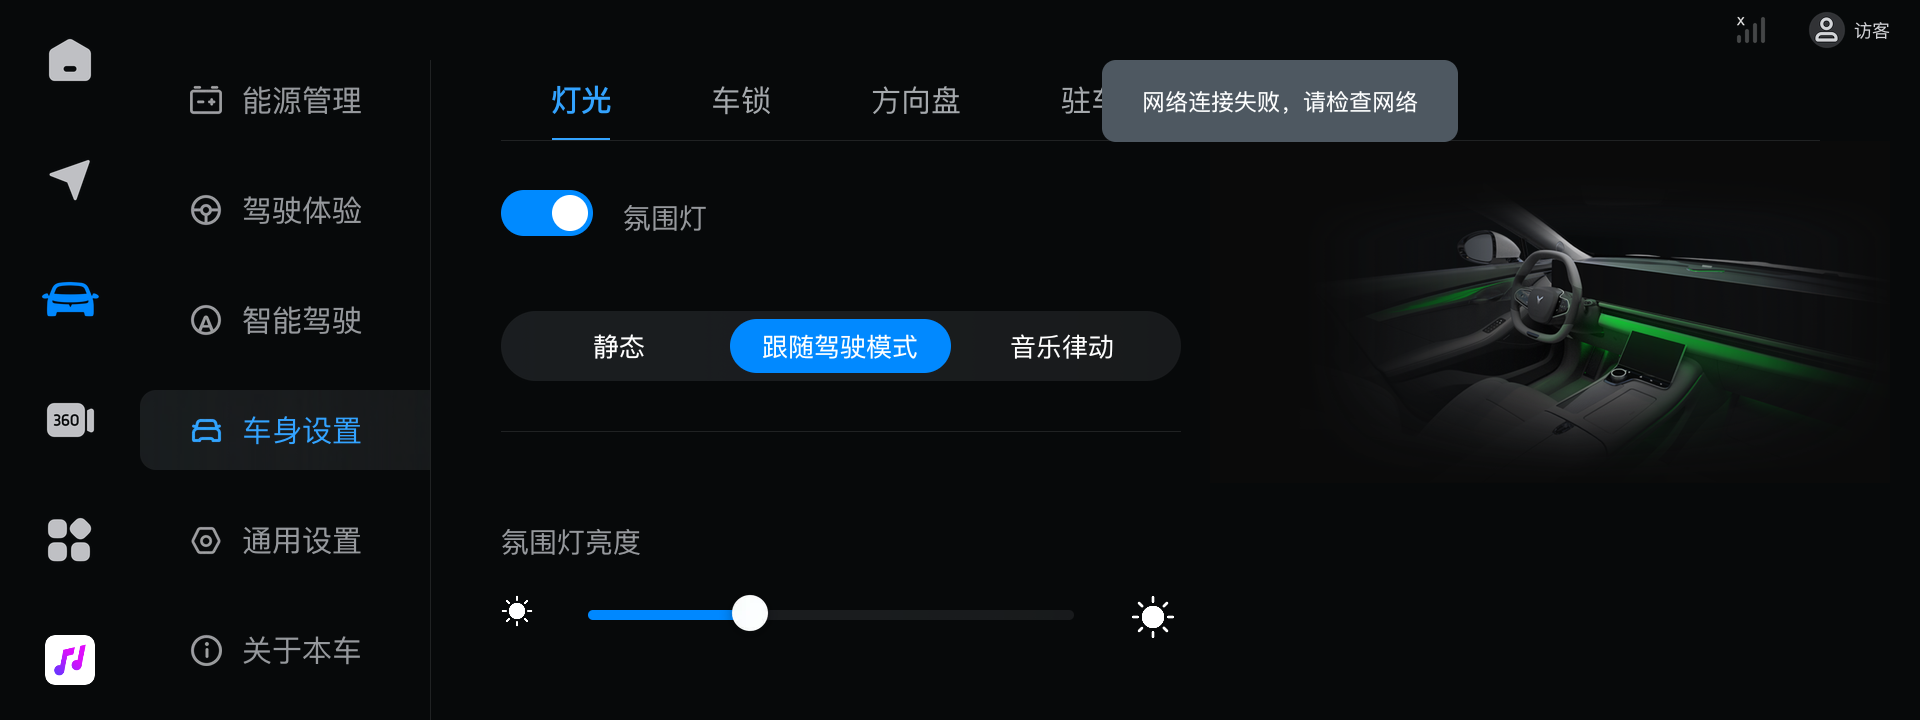 访客
网络连接失败，请检查网络
灯光
车锁
方向盘
驻
能源管理
驾驶体验
智能驾驶
车身设置
通用设置
关于本车
360
氛围灯
静态
跟随驾驶模式
音乐律动
氛围灯亮度